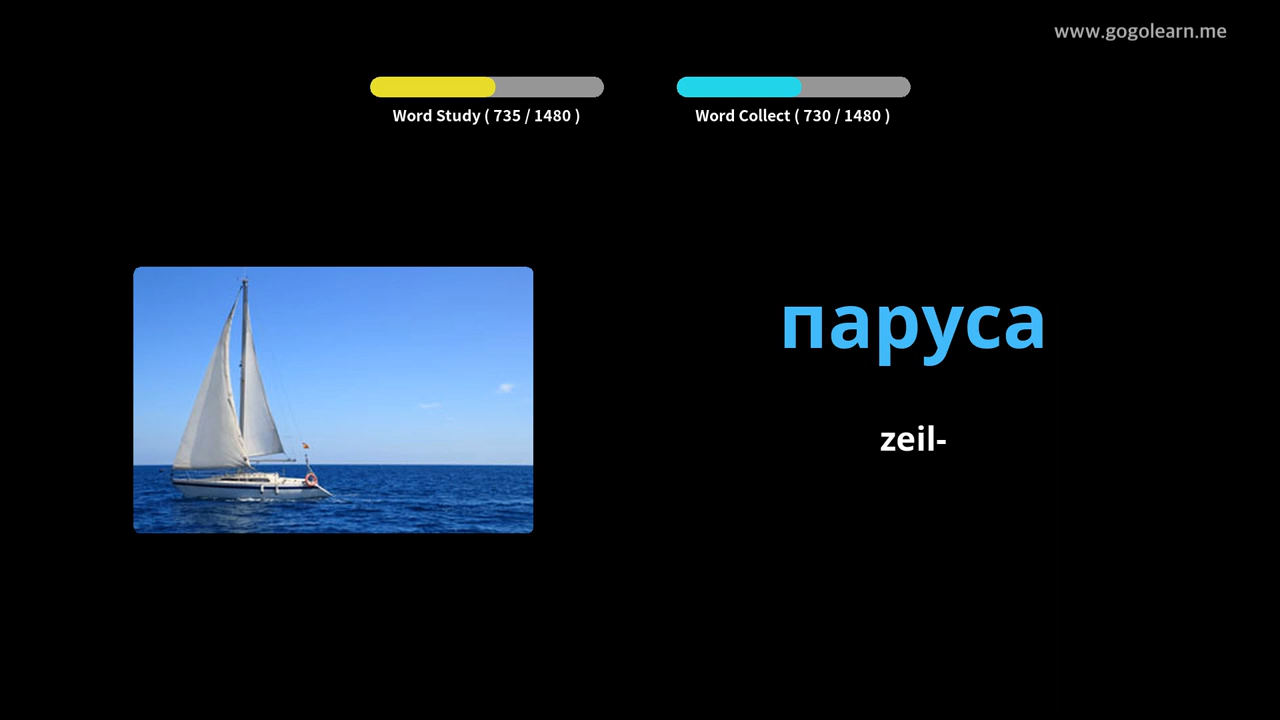 www.gogolearn.me
Word Study ( 735 / 1480 )
Word Collect ( 730 / 1480 )
паруса
zeil-